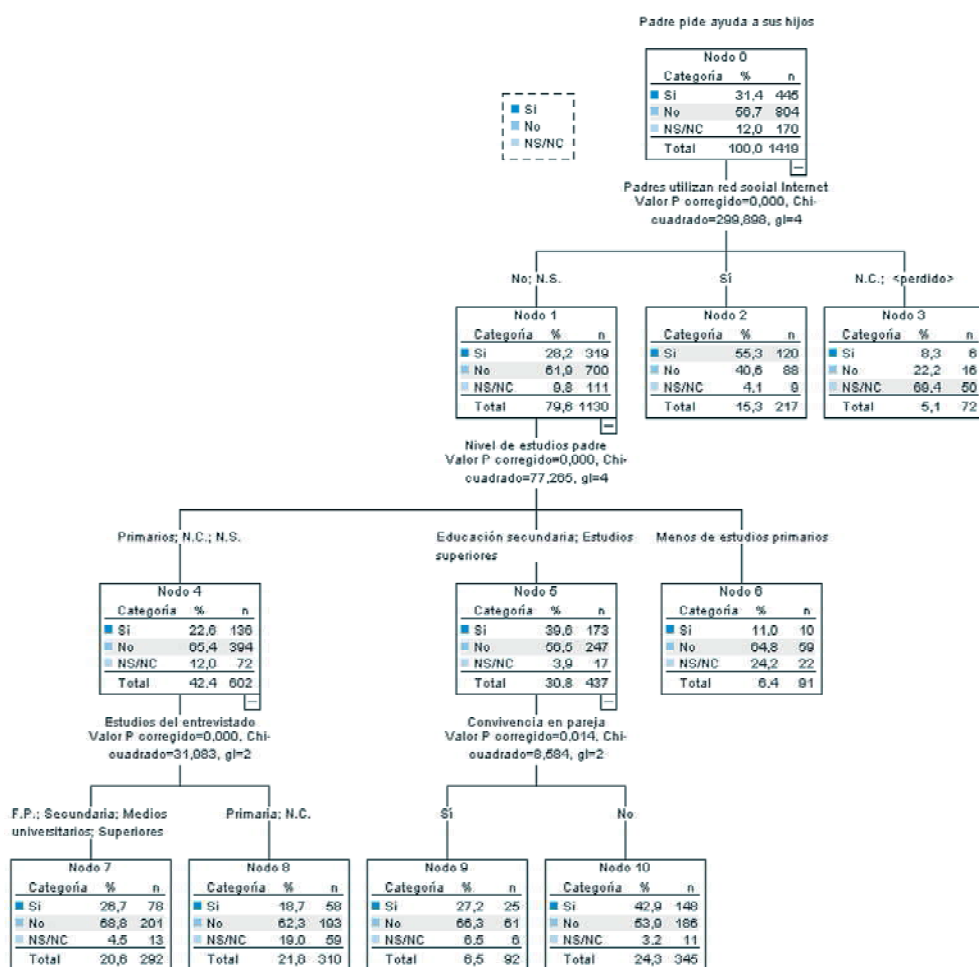 Padre pide ayuda a sus hijos
Nodo 0
Categoría % n
Sí 31,4 445
No 56,7 804
NS/NC 12,0 170
Total 100,0 1419
Sí
No
NS/NC
Padres utilizan red social Internet
Valor P corregido=0,000, Chi-
cuadrado=299,898, gl=4
No; N.S.
Sí
N.C.; <perdido>
Nodo 1
Categoría % n
Sí 28,2 319
No 61,9 700
NS/NC 9,8 111
Total 79,6 1130
Nodo 2
Categoría % n
Sí 55,3 120
No 40,6 88
NS/NC 4,1 9
Total 15,3 217
Nodo 3
Categoría % n
Sí 8,3 6
No 22,2 16
NS/NC 69,4 50
Total 5,1 72
Nivel de estudios padre
Valor P corregido=0,000, Chi-
cuadrado=77,265, gl=4
Primarios; N.C.; N.S.
Educación secundaria; Estudios
superiores
Menos de estudios primarios
Nodo 4
Categoría % n
Sí 22,6 136
No 65,4 394
NS/NC 12,0 72
Total 42,4 602
Nodo 5
Categoría % n
Sí 39,6 173
No 56,5 247
NS/NC 3,9 17
Total 30,8 437
Nodo 6
Categoría % n
Sí 11,0 10
No 64,8 59
NS/NC 24,2 22
Total 6,4 91
Estudios del entrevistado
Valor P corregido=0,000, Chi-
cuadrado=31,083, gl=2
Convivencia en pareja
Valor P corregido=0,014, Chi-
cuadrado=8,584, gl=2
F.P.; Secundaria; Medios
universitarios; Superiores
Primaria; N.C.
Sí
No
Nodo 7
Categoría % n
Sí 26,7 78
No 68,8 201
NS/NC 4,5 13
Total 20,6 292
Nodo 8
Categoría % n
Sí 18,7 58
No 62,3 193
NS/NC 19,0 59
Total 21,8 310
Nodo 9
Categoría % n
Sí 27,2 25
No 66,3 61
NS/NC 6,5 6
Total 6,5 92
Nodo 10
Categoría % n
Sí 42,9 148
No 53,9 186
NS/NC 3,2 11
Total 24,3 345